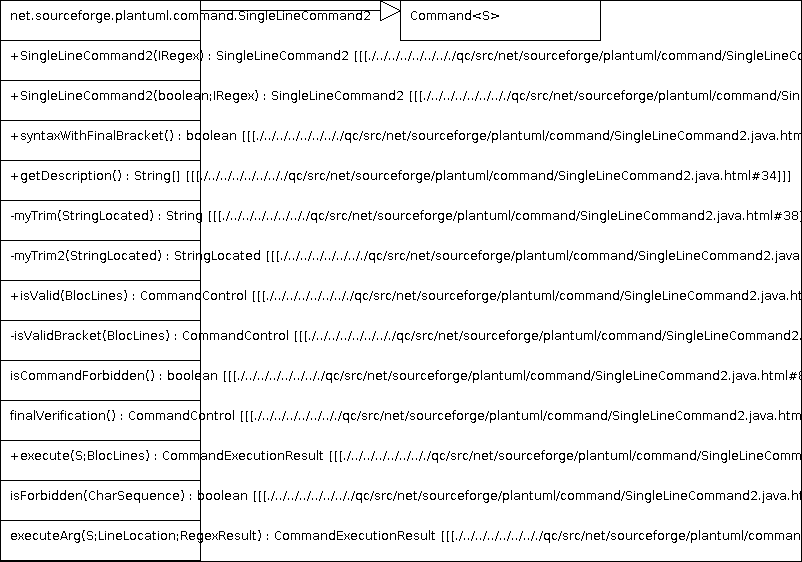 net.sourceforge.plantuml.command.SingleLineCommand2
Command<S>
+SingleLineCommand2(IRegex) : SingleLineCommand2 [[[./../../../../../../qc/src/net/sourceforge/plantuml/command/SingleLineCo
+SingleLineCommand2(boolean;IRegex) : SingleLineCommand2 [[[./../../../../../../qc/src/net/sourceforge/plantuml/command/Sin
+syntaxWithFinalBracket() : boolean [[[./../../../../../../qc/src/net/sourceforge/plantuml/command/SingleLineCommand2.java.htm
+getDescription() : String[] [[[./../../../../../../qc/src/net/sourceforge/plantuml/command/SingleLineCommand2.java.html#34]]]
-myTrim(StringLocated) : String [[[./../../../../../../qc/src/net/sourceforge/plantuml/command/SingleLineCommand2.java.html#38]
-myTrim2(StringLocated) : StringLocated [[[./../../../../../../qc/src/net/sourceforge/plantuml/command/SingleLineCommand2.java
+isValid(BlocLines) : CommandControl [[[./../../../../../../qc/src/net/sourceforge/plantuml/command/SingleLineCommand2.java.ht
-isValidBracket(BlocLines) : CommandControl [[[./../../../../../../qc/src/net/sourceforge/plantuml/command/SingleLineCommand2.
isCommandForbidden() : boolean [[[./../../../../../../qc/src/net/sourceforge/plantuml/command/SingleLineCommand2.java.html#8
finalVerification() : CommandControl [[[./../../../../../../qc/src/net/sourceforge/plantuml/command/SingleLineCommand2.java.htm
+execute(S;BlocLines) : CommandExecutionResult [[[./../../../../../../qc/src/net/sourceforge/plantuml/command/SingleLineComm
isForbidden(CharSequence) : boolean [[[./../../../../../../qc/src/net/sourceforge/plantuml/command/SingleLineCommand2.java.ht
executeArg(S;LineLocation;RegexResult) : CommandExecutionResult [[[./../../../../../../qc/src/net/sourceforge/plantuml/comman